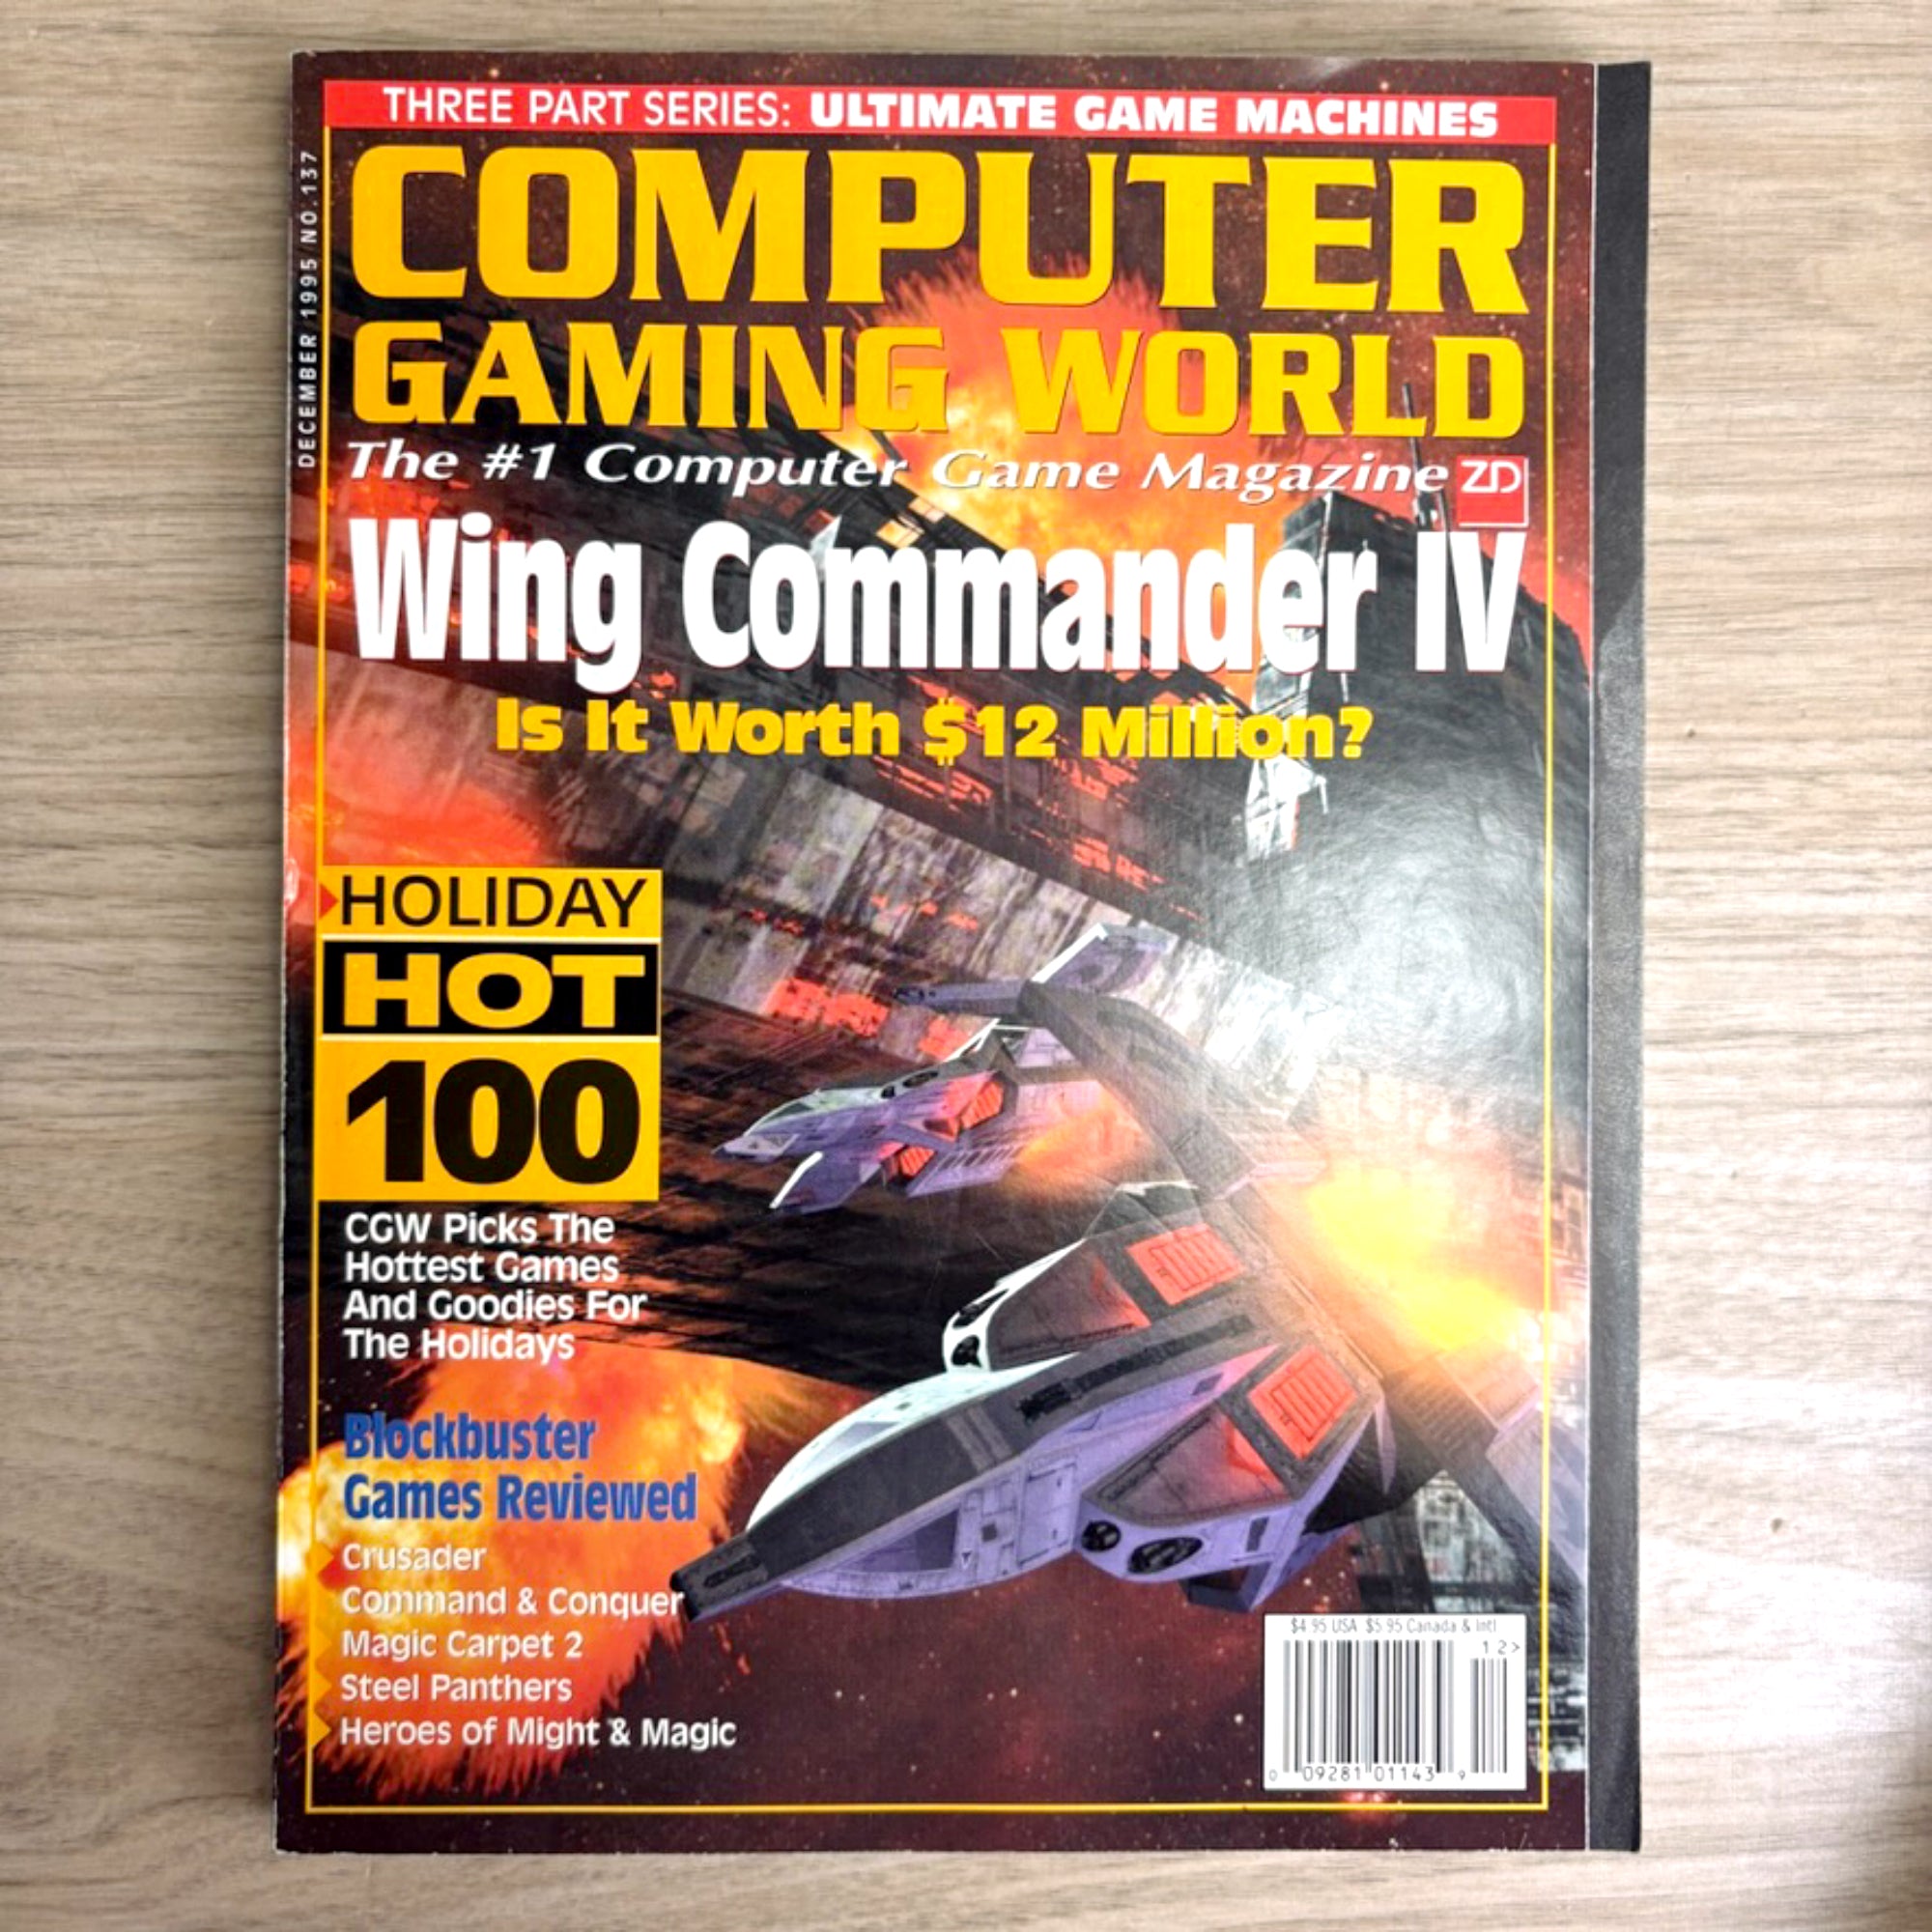 THREE PART SERIES: ULTIMATE GAME MACHINES
DECEMBER 1995 NO.137
COMPUTER
GAMING WORLD
The #1 Computer Game Magazine ZD
Wing Commander IV
Is It Worth $12 Million?
HOLIDAY
HOT
100
CGW Picks The
Hottest Games
And Goodies For
The Holidays
Blockbuster
Games Reviewed
Crusader
Command & Conquer
Magic Carpet 2
Steel Panthers
Heroes of Might & Magic
$4.95 USA $5.95 Canada & Intl
12>
0 09281 01143 9